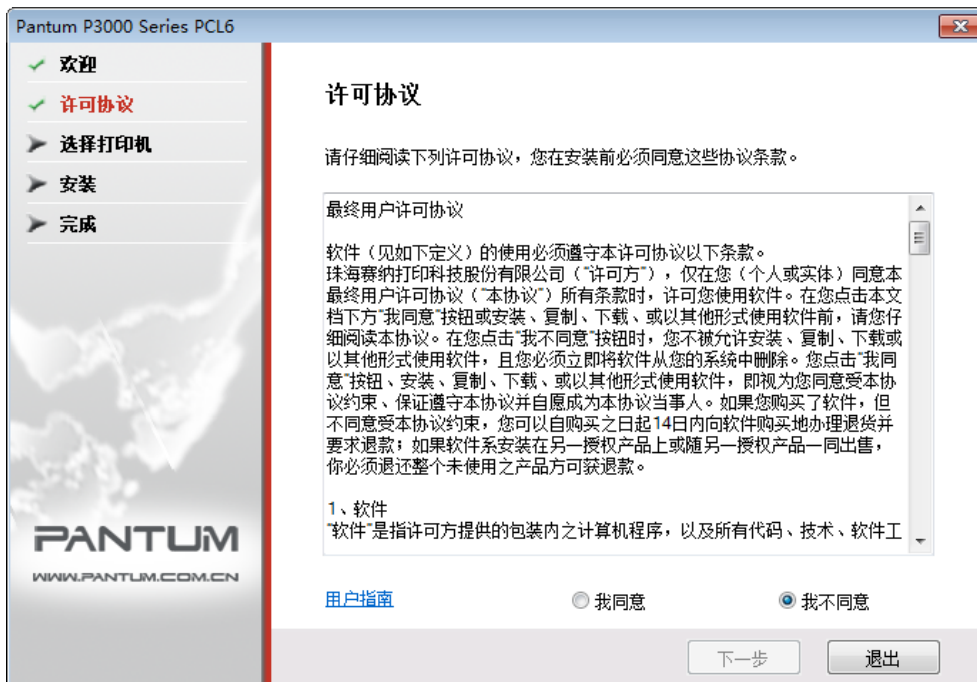 Pantum P3000 Series PCL6
欢迎
许可协议
选择打印机
安装
完成
PANTUM
WWW.PANTUM.COM.CN
许可协议
请仔细阅读下列许可协议，您在安装前必须同意这些协议条款。
最终用户许可协议
软件（见如下定义）的使用必须遵守本许可协议以下条款。
珠海赛纳打印科技股份有限公司（"许可方"），仅在您（个人或实体）同意本
最终用户许可协议（"本协议"）所有条款时，许可您使用软件。在您点击本文
档下方"我同意"按钮或安装、复制、下载、或以其他形式使用软件前，请您仔
细阅读本协议。在您点击"我不同意"按钮时，您不被允许安装、复制、下载或
以其他形式使用软件，且您必须立即将软件从您的系统中删除。您点击"我同
意"按钮、安装、复制、下载、或以其他形式使用软件，即视为您同意受本协
议约束、保证遵守本协议并自愿成为本协议当事人。如果您购买了软件，但
不同意受本协议约束，您可以自购买之日起14日内向软件购买地办理退货并
要求退款；如果软件系安装在另一授权产品上或随另一授权产品一同出售，
你必须退还整个未使用之产品方可获退款。
1、软件
"软件"是指许可方提供的包装内之计算机程序，以及所有代码、技术、软件工
用户指南
我同意
我不同意
下一步
退出